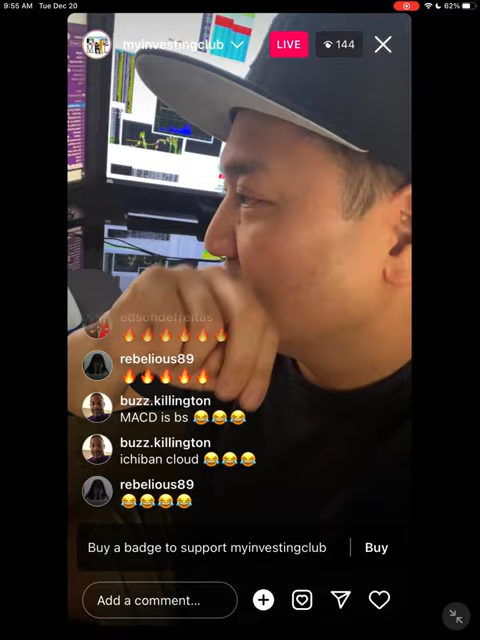 9:55 AM Tue Dec 20
62%
myinvestingclub
LIVE
144
edsondefreitas
🔥🔥🔥🔥🔥🔥
rebelious89
🔥🔥🔥🔥🔥
buzz.killington
MACD is bs 😂😂😂
buzz.killington
ichiban cloud 😂😂😂
rebelious89
😂😂😂😂
Buy a badge to support myinvestingclub
Buy
Add a comment...